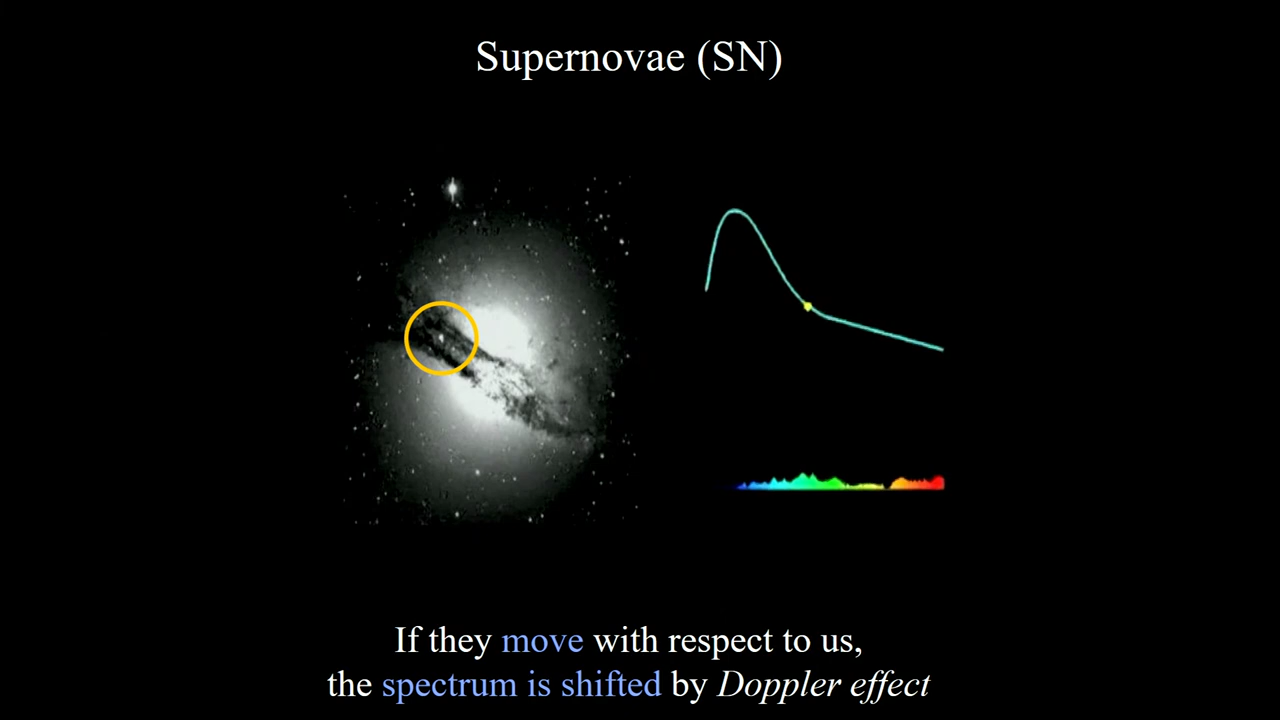 Supernovae (SN)
If they move with respect to us,
the spectrum is shifted by Doppler effect